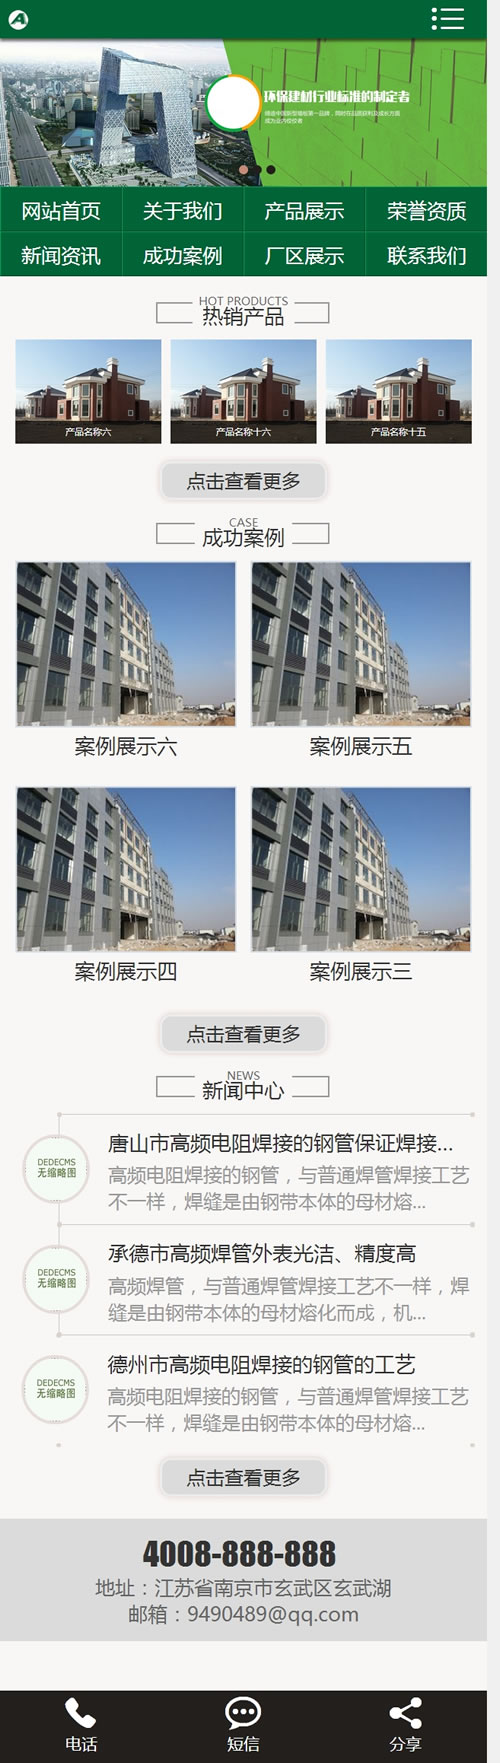 A
环保建材行业标准的制定者
成为业内佼佼者
网站首页 关于我们 产品展示 荣誉资质
新闻资讯 成功案例 厂区展示 联系我们
HOT PRODUCTS
热销产品
产品名称六 产品名称十六 产品名称十五
点击查看更多
CASE
成功案例
案例展示六 案例展示五
案例展示四 案例展示三
点击查看更多
NEWS
新闻中心
DEDECMS
无缩略图
唐山市高频电阻焊接的钢管保证焊接...
高频电阻焊接的钢管，与普通焊管焊接工艺
不一样，焊缝是由钢带本体的母材熔...
DEDECMS
无缩略图
承德市高频焊管外表光洁、精度高
高频焊管，与普通焊管焊接工艺不一样，焊
缝是由钢带本体的母材熔化而成，机...
DEDECMS
无缩略图
德州市高频电阻焊接的钢管的工艺
高频电阻焊接的钢管，与普通焊管焊接工艺
不一样，焊缝是由钢带本体的母材熔...
点击查看更多
4008-888-888
地址：江苏省南京市玄武区玄武湖
邮箱：9490489@qq.com
电话 短信 分享